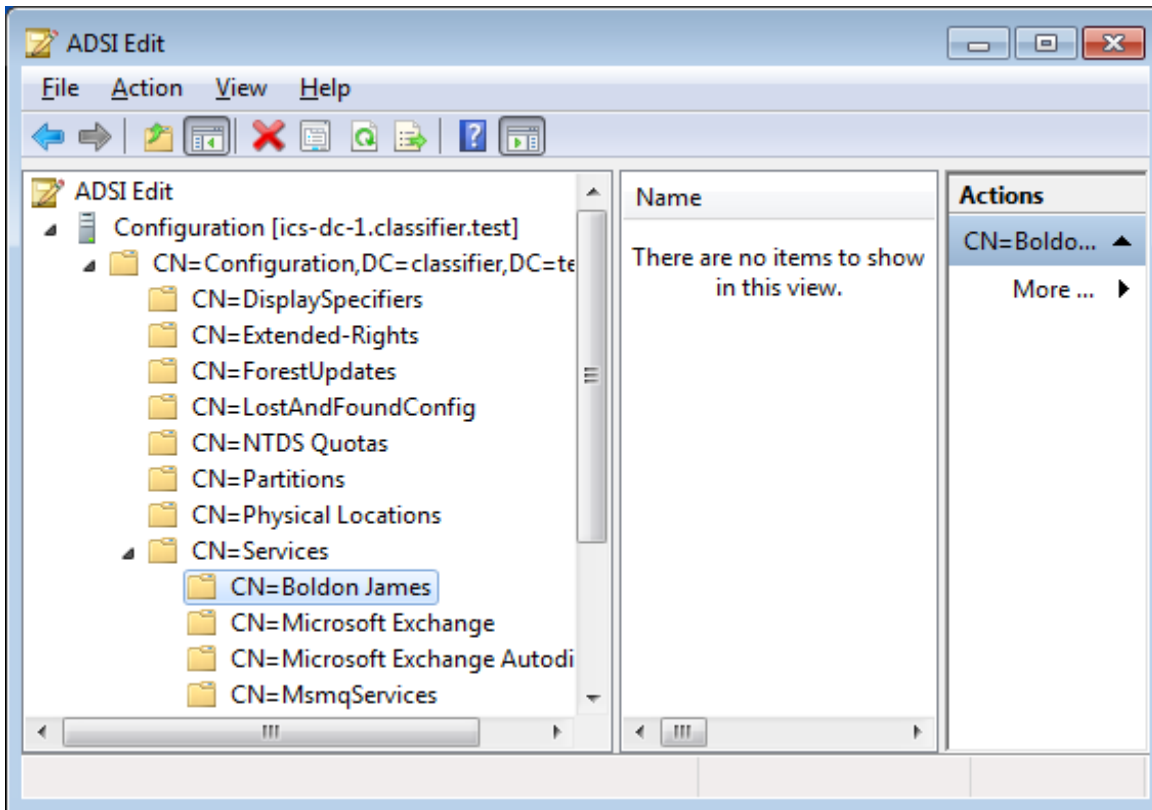 ADSI Edit
File Action View Help
ADSI Edit
Configuration [ics-dc-1.classifier.test]
CN=Configuration,DC=classifier,DC=te
CN=DisplaySpecifiers
CN=Extended-Rights
CN=ForestUpdates
CN=LostAndFoundConfig
CN=NTDS Quotas
CN=Partitions
CN=Physical Locations
CN=Services
CN=Boldon James
CN=Microsoft Exchange
CN=Microsoft Exchange Autodi
CN=MsmqServices
Name
There are no items to show
in this view.
Actions
CN=Boldo...
More ...